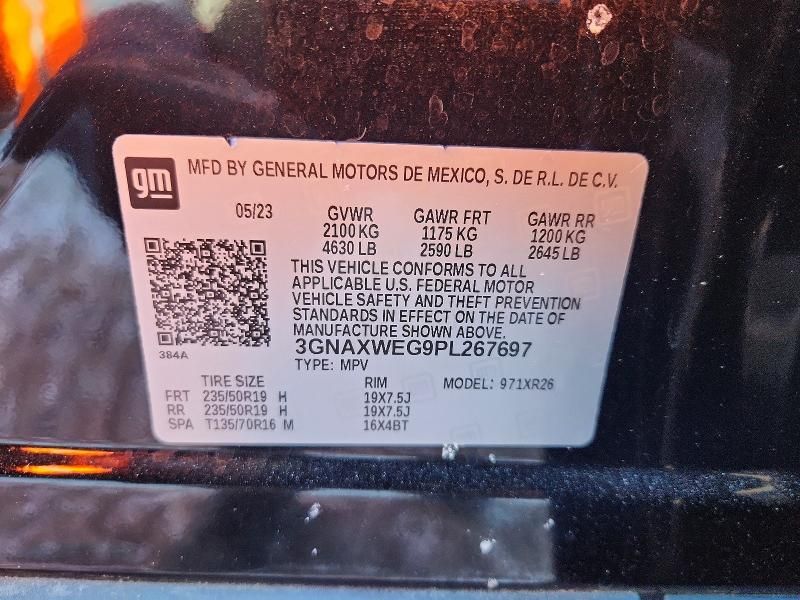 gm
MFD BY GENERAL MOTORS DE MEXICO, S. DE R.L. DE C.V.
05/23 GVWR GAWR FRT GAWR RR
2100 KG 1175 KG 1200 KG
4630 LB 2590 LB 2645 LB
THIS VEHICLE CONFORMS TO ALL
APPLICABLE U.S. FEDERAL MOTOR
VEHICLE SAFETY AND THEFT PREVENTION
STANDARDS IN EFFECT ON THE DATE OF
MANUFACTURE SHOWN ABOVE.
384A
3GNAXWEG9PL267697
TYPE: MPV
TIRE SIZE RIM MODEL: 971XR26
FRT 235/50R19 H 19X7.5J
RR 235/50R19 H 19X7.5J
SPA T135/70R16 M 16X4BT